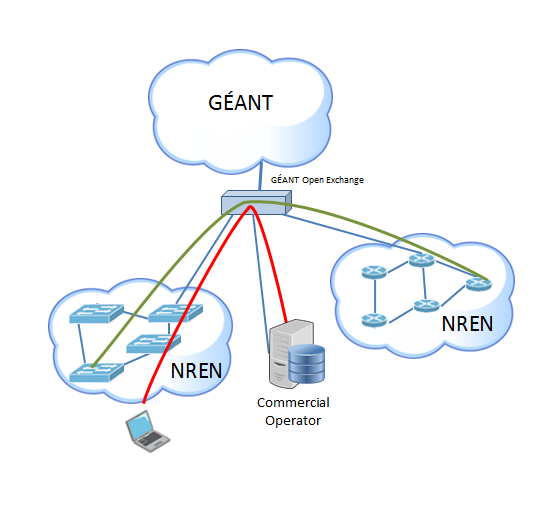 GÉANT
GÉANT Open Exchange
NREN
NREN
Commercial
Operator